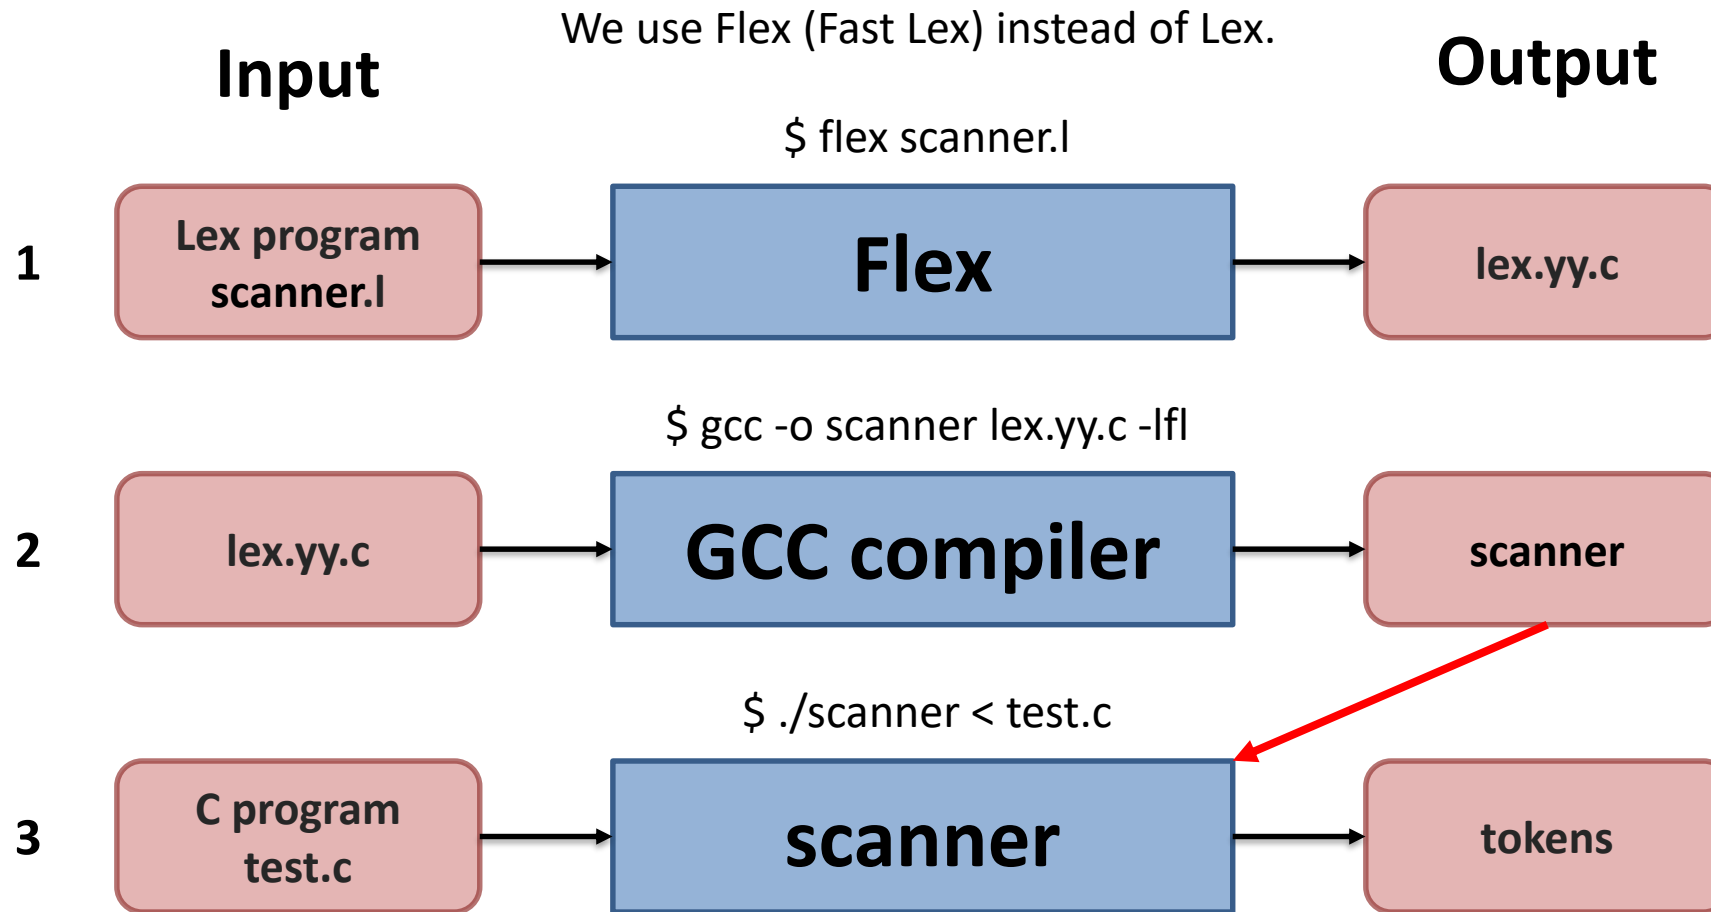 We use Flex (Fast Lex) instead of Lex.
Input
Output
$ flex scanner.l
1
Lex program
scanner.l
Flex
lex.yy.c
$ gcc -o scanner lex.yy.c -lfl
2
lex.yy.c
GCC compiler
scanner
$ ./scanner < test.c
3
C program
test.c
scanner
tokens